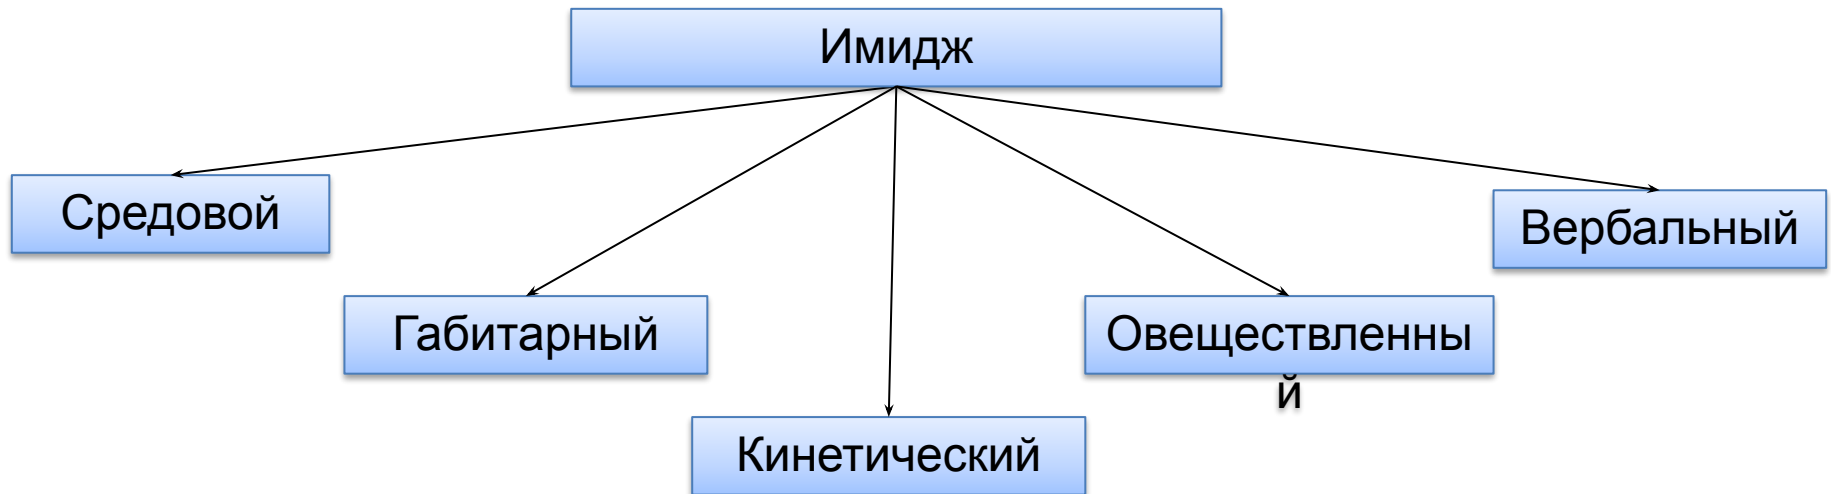 Имидж
Средовой
Вербальный
Габитарный
Овеществленны
й
Кинетический